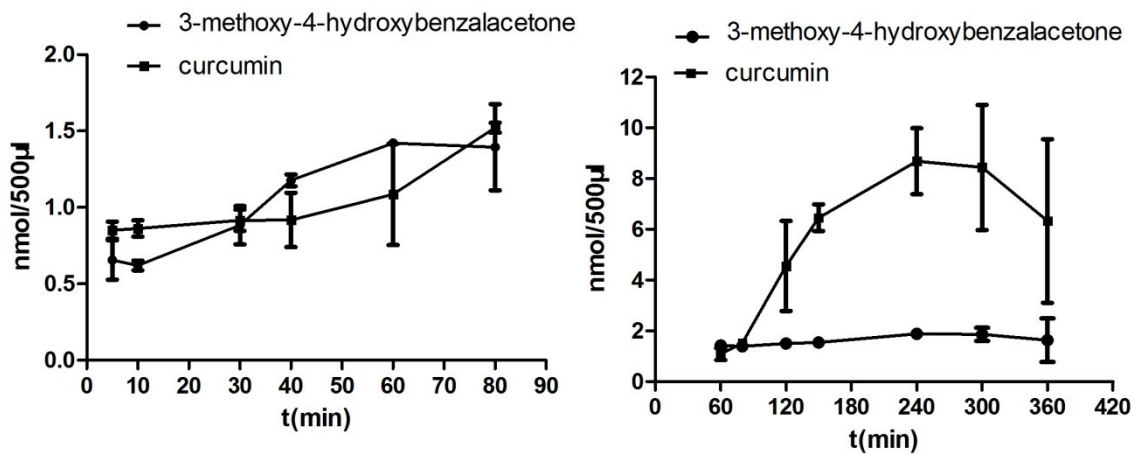 3-methoxy-4-hydroxybenzalacetone
curcumin
2.0
1.5
1.0
0.5
0.0
nmol/500µl
0 10 20 30 40 50 60 70 80 90
t(min)
3-methoxy-4-hydroxybenzalacetone
curcumin
12
10
8
6
4
2
0
nmol/500µl
0 60 120 180 240 300 360 420
t(min)